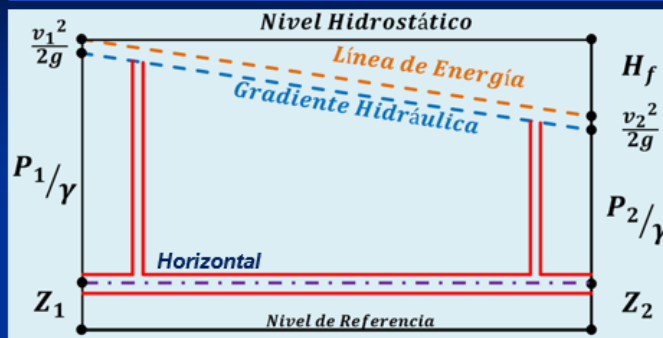 Nivel Hidrostático
v₁²/2g
Línea de Energía
H_f
Gradiente Hidráulica
v₂²/2g
P₁/γ
P₂/γ
Horizontal
Z₁
Z₂
Nivel de Referencia